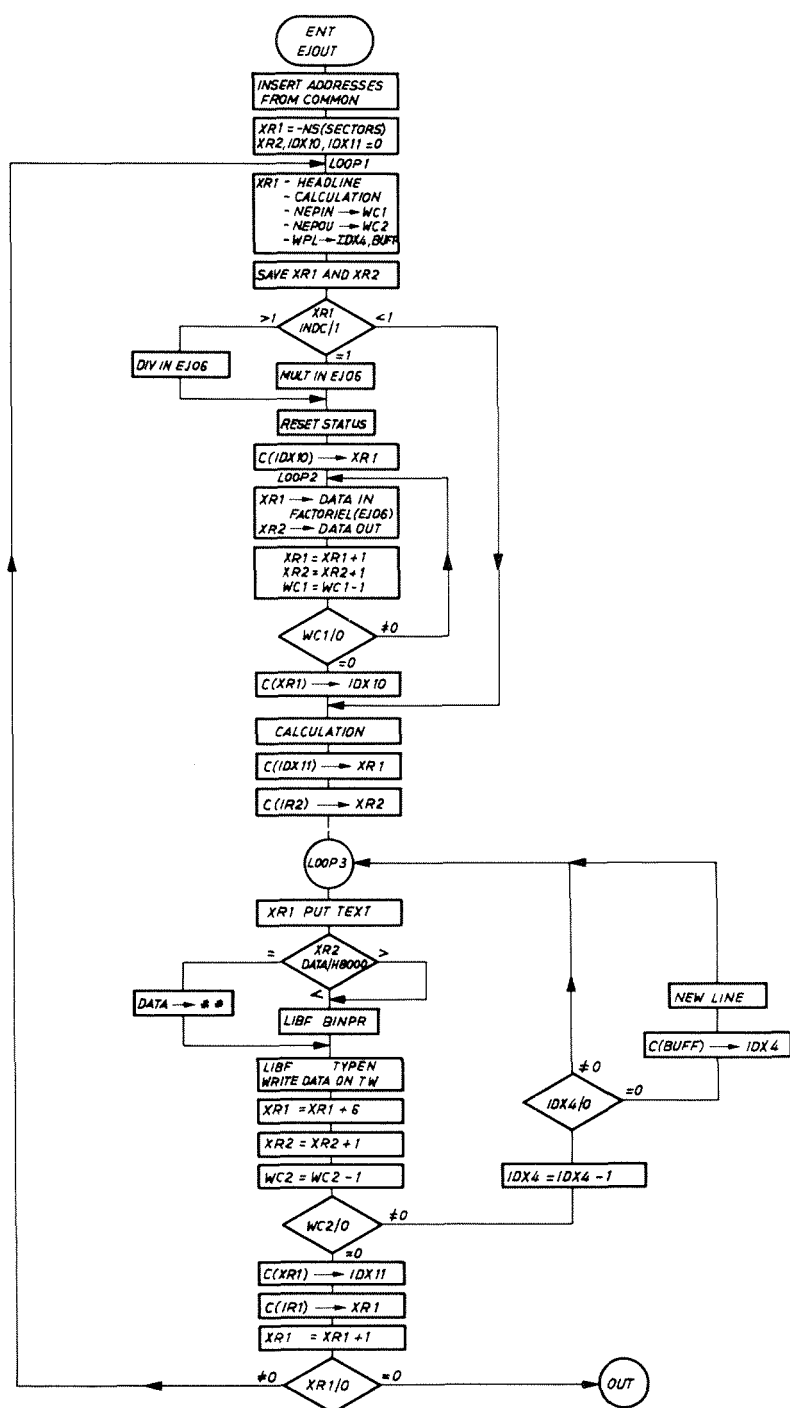 ENT
EJOUT
INSERT ADDRESSES
FROM COMMON
XR1 = -NS(SECTORS)
XR2, IDX10, IDX11 = 0
LOOP1
XR1 - HEADLINE
- CALCULATION
- NEPIN → WC1
- NEPOU → WC2
- WPL → IDX4, BUFF
SAVE XR1 AND XR2
>1
XR1
INDC/1
<1
=1
DIV IN EJ06
MULT IN EJ06
RESET STATUS
C(IDX10) → XR1
LOOP2
XR1 → DATA IN
FACTORIEL(EJ06)
XR2 → DATA OUT
XR1 = XR1+1
XR2 = XR2+1
WC1 = WC1-1
WC1/0
≠0
=0
C(XR1) → IDX10
CALCULATION
C(IDX11) → XR1
C(IR2) → XR2
LOOP3
XR1 PUT TEXT
=
XR2
DATA/H8000
>
<
DATA → **
LIBF BINPR
LIBF TYPEN
WRITE DATA ON TW
XR1 = XR1 + 6
XR2 = XR2 + 1
WC2 = WC2 - 1
WC2/0
≠0
=0
IDX4 = IDX4 - 1
IDX4/0
≠0
=0
C(BUFF) → IDX4
NEW LINE
C(XR1) → IDX11
C(IR1) → XR1
XR1 = XR1 + 1
≠0
XR1/0
=0
OUT